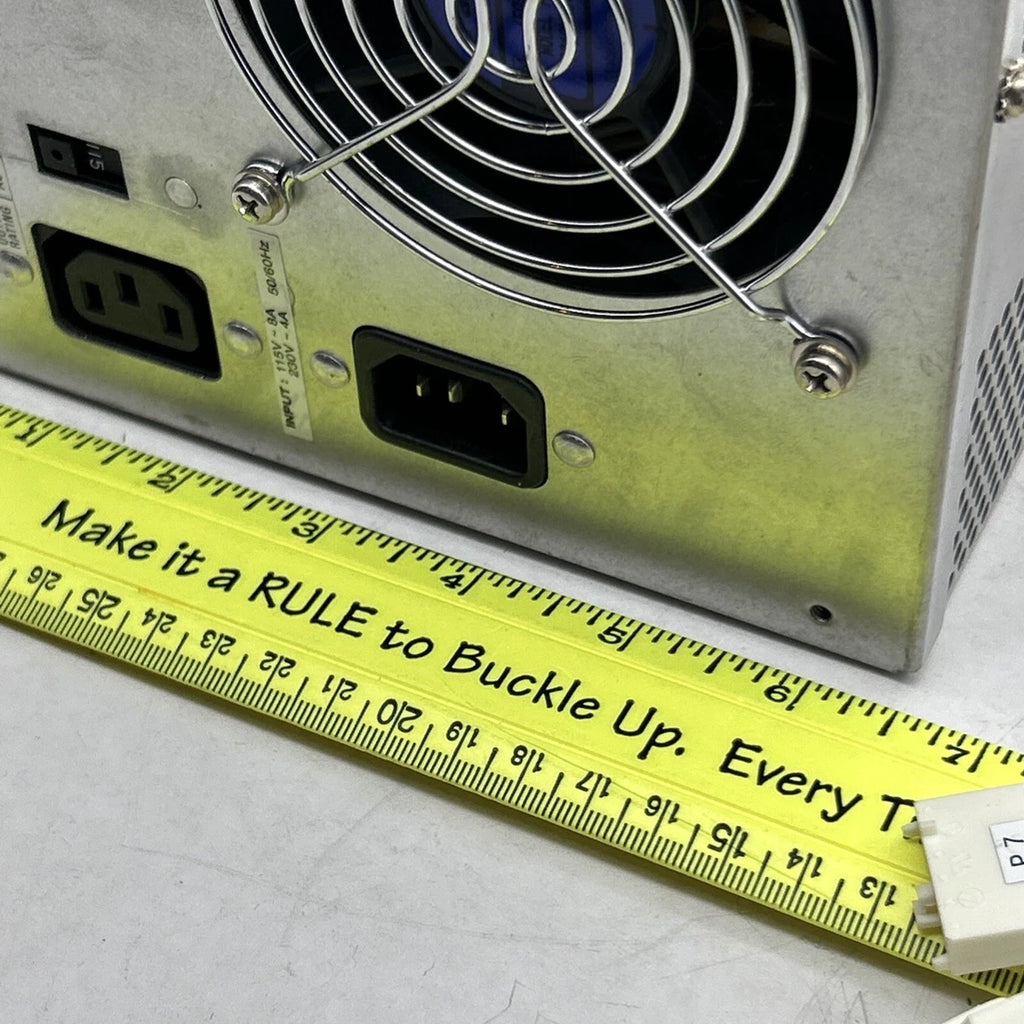 115
RATING
INPUT: 115V~8A 50/60Hz
230V~4A
1 2 3 4 5 6 7
Make it a RULE to Buckle Up. Every T
26 25 24 23 22 21 20 19 18 17 16 15 14 13